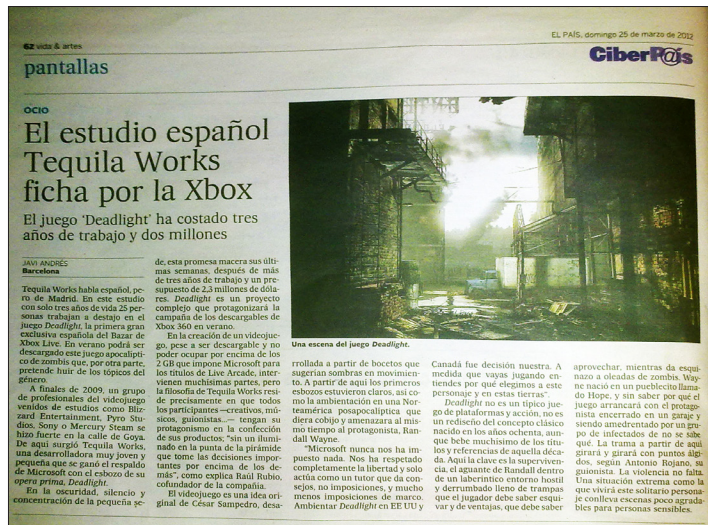 62 vida & artes
EL PAÍS, domingo 25 de marzo de 2012
pantallas
CiberP@ís
OCIO
El estudio español
Tequila Works
ficha por la Xbox
El juego ‘Deadlight’ ha costado tres
años de trabajo y dos millones
JAVI ANDRÉS
Barcelona
Tequila Works habla español, pe-
ro de Madrid. En este estudio
con solo tres años de vida 25 per-
sonas trabajan a destajo en el
juego Deadlight, la primera gran
exclusiva española del Bazar de
Xbox Live. En verano podrá ser
descargado este juego apocalípti-
co de zombis que, por otra parte,
pretende huir de los tópicos del
género.
A finales de 2009, un grupo
de profesionales del videojuego
venidos de estudios como Bliz-
zard Entertainment, Pyro Stu-
dios, Sony o Mercury Steam se
hizo fuerte en la calle de Goya.
De aquí surgió Tequila Works,
una desarrolladora muy joven y
pequeña que se ganó el respaldo
de Microsoft con el esbozo de su
opera prima, Deadlight.
En la oscuridad, silencio y
concentración de la pequeña se-
de, esta promesa macera sus últi-
mas semanas, después de más
de tres años de trabajo y un pre-
supuesto de 2,3 millones de dóla-
res. Deadlight es un proyecto
complejo que protagonizará la
campaña de los descargables de
Xbox 360 en verano.
En la creación de un videojue-
go, pese a ser descargable y no
poder ocupar por encima de los
2 GB que impone Microsoft para
los títulos de Live Arcade, inter-
vienen muchísimas partes, pero
la filosofía de Tequila Works resi-
de precisamente en que todos
los participantes —creativos, mú-
sicos, guionistas...— tengan su
protagonismo en la confección
de sus productos; “sin un ilumi-
nado en la punta de la pirámide
que tome las decisiones impor-
tantes por encima de los de-
más”, como explica Raúl Rubio,
cofundador de la compañía.
El videojuego es una idea ori-
ginal de César Sampedro, desa-
Una escena del juego Deadlight.
rrollada a partir de bocetos que
sugerían sombras en movimien-
to. A partir de aquí los primeros
esbozos estuvieron claros, así co-
mo la ambientación en una Nor-
teamérica posapocalíptica que
diera cobijo y amenazara al mis-
mo tiempo al protagonista, Ran-
dall Wayne.
“Microsoft nunca nos ha im-
puesto nada. Nos ha respetado
completamente la libertad y solo
actúa como un tutor que da con-
sejos, no imposiciones, y mucho
menos imposiciones de marco.
Ambientar Deadlight en EE UU y
Canadá fue decisión nuestra. A
medida que vayas jugando en-
tiendes por qué elegimos a este
personaje y en estas tierras”.
Deadlight no es un típico jue-
go de plataformas y acción, no es
un rediseño del concepto clásico
nacido en los años ochenta, aun-
que bebe muchísimo de los títu-
los y referencias de aquella déca-
da. Aquí la clave es la superviven-
cia, el aguante de Randall dentro
de un laberíntico entorno hostil
y derrumbado lleno de trampas
que el jugador debe saber esqui-
var y de ventajas, que debe saber
aprovechar, mientras da esqui-
nazo a oleadas de zombis. Way-
ne nació en un pueblecito llama-
do Hope, y sin saber por qué el
juego arrancará con el protago-
nista encerrado en un garaje y
siendo amedrentado por un gru-
po de infectados de no se sabe
qué. La trama a partir de aquí
girará y girará con puntos álgi-
dos, según Antonio Rojano, su
guionista. La violencia no falta.
Una situación extrema como la
que vivirá este solitario persona-
je conlleva escenas poco agrada-
bles para personas sensibles.